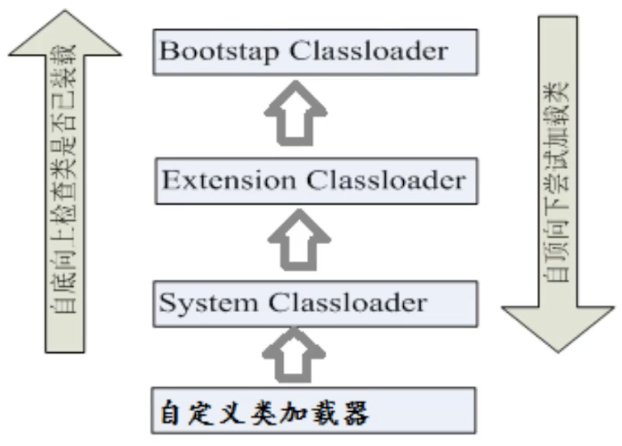 自底向上检查类是否已装载
Bootstap Classloader
Extension Classloader
System Classloader
自定义类加载器
自顶向下尝试加载类